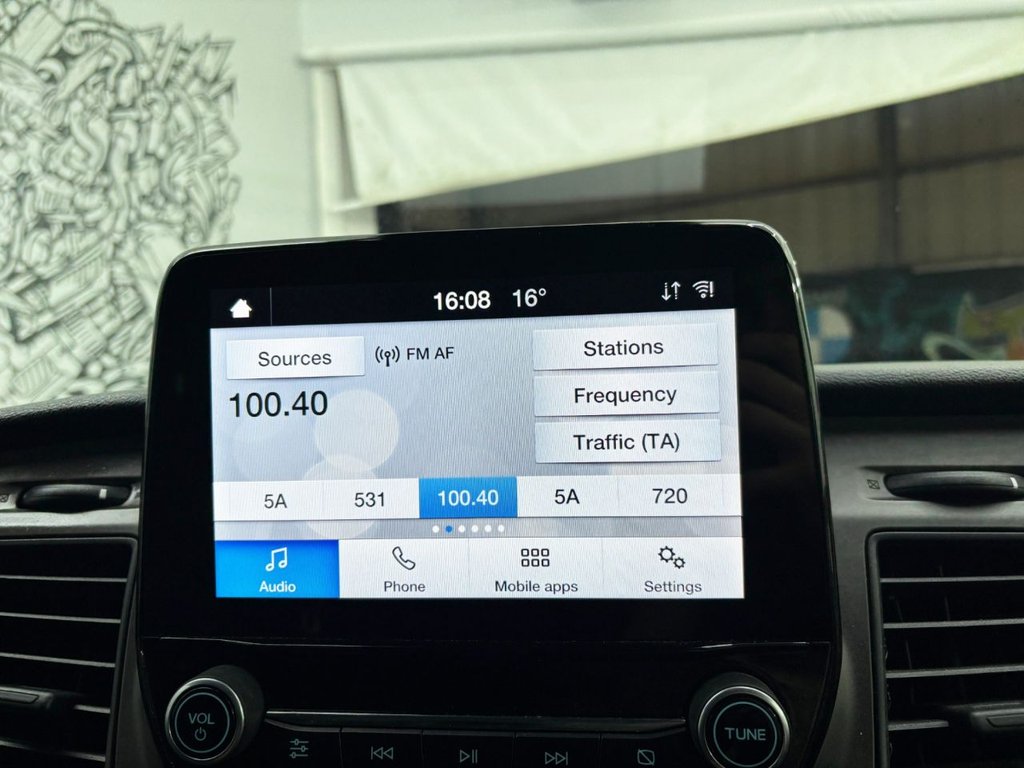 16:08 16°
Sources FM AF
Stations
100.40
Frequency
Traffic (TA)
5A 531 100.40 5A 720
Audio Phone Mobile apps Settings
VOL
TUNE